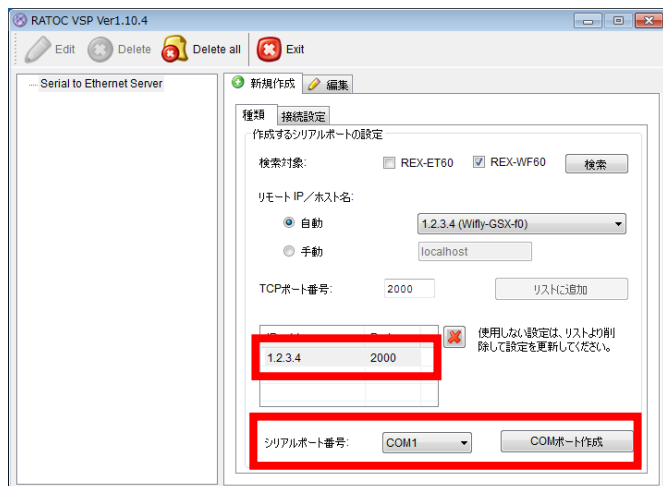 RATOC VSP Ver1.10.4
Edit Delete Delete all Exit
Serial to Ethernet Server
新規作成 編集
種類 接続設定
作成するシリアルポートの設定
検索対象: REX-ET60 REX-WF60 検索
リモート IP/ホスト名:
自動 1.2.3.4 (Wifly-GSX-f0)
手動 localhost
TCPポート番号: 2000 リストに追加
使用しない設定は、リストより削
除して設定を更新してください。
1.2.3.4 2000
シリアルポート番号: COM1 COMポート作成